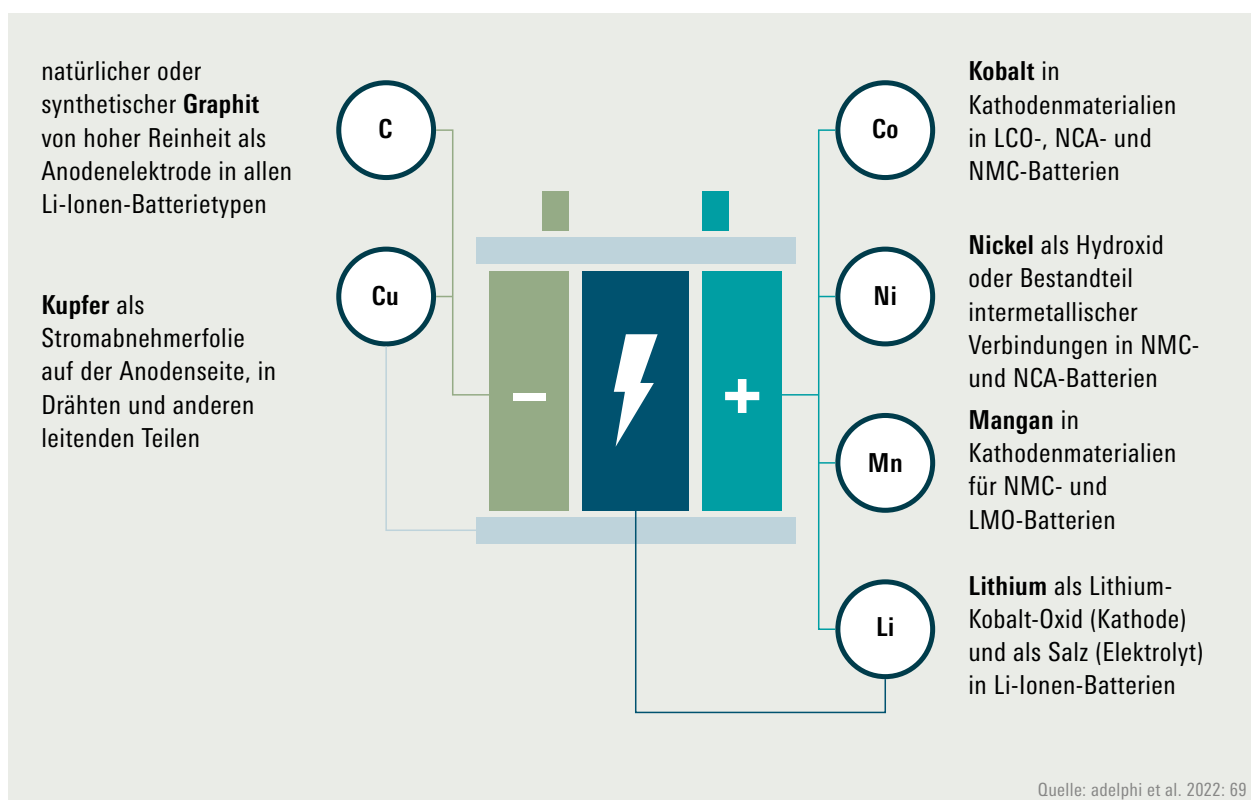 natürlicher oder
synthetischer Graphit
von hoher Reinheit als
Anodenelektrode in allen
Li-Ionen-Batterietypen
C
Kupfer als
Stromabnehmerfolie
auf der Anodenseite, in
Drähten und anderen
leitenden Teilen
Cu
–
+
Co
Kobalt in
Kathodenmaterialien
in LCO-, NCA- und
NMC-Batterien
Ni
Nickel als Hydroxid
oder Bestandteil
intermetallischer
Verbindungen in NMC-
und NCA-Batterien
Mn
Mangan in
Kathodenmaterialien
für NMC- und
LMO-Batterien
Li
Lithium als Lithium-
Kobalt-Oxid (Kathode)
und als Salz (Elektrolyt)
in Li-Ionen-Batterien
Quelle: adelphi et al. 2022: 69